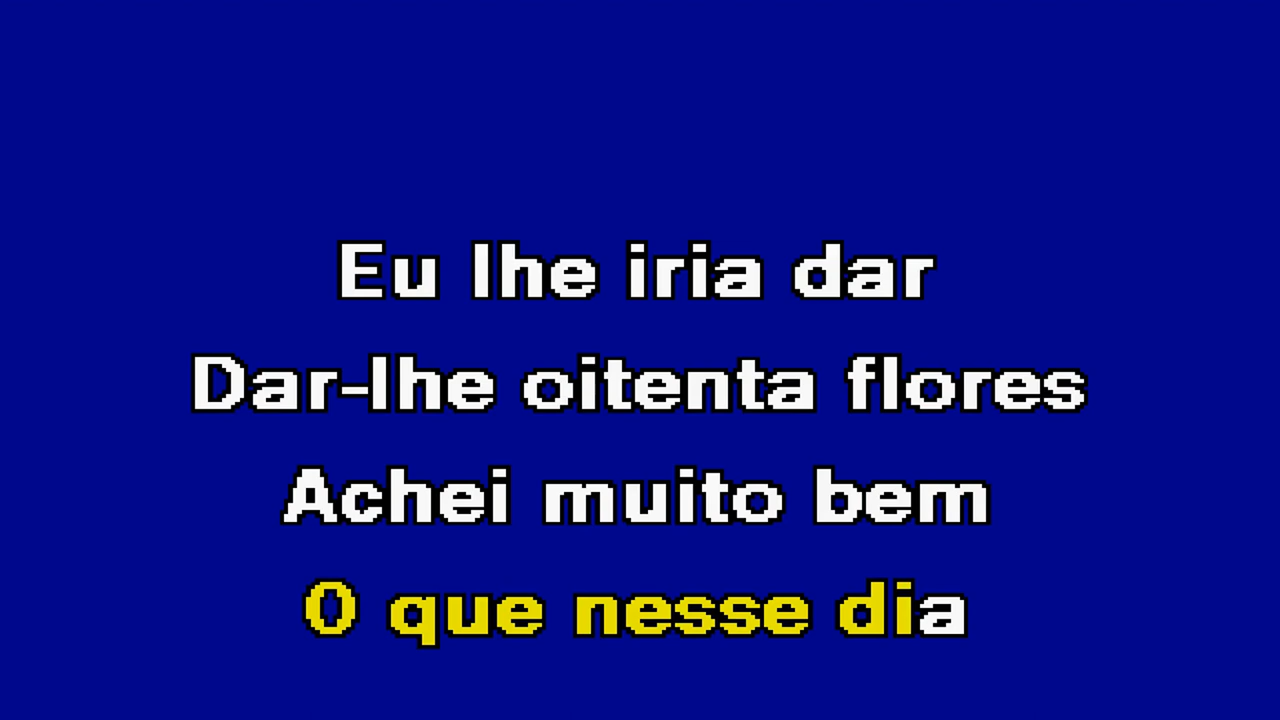 Eu lhe iria dar
Dar-lhe oitenta flores
Achei muito bem
O que nesse dia